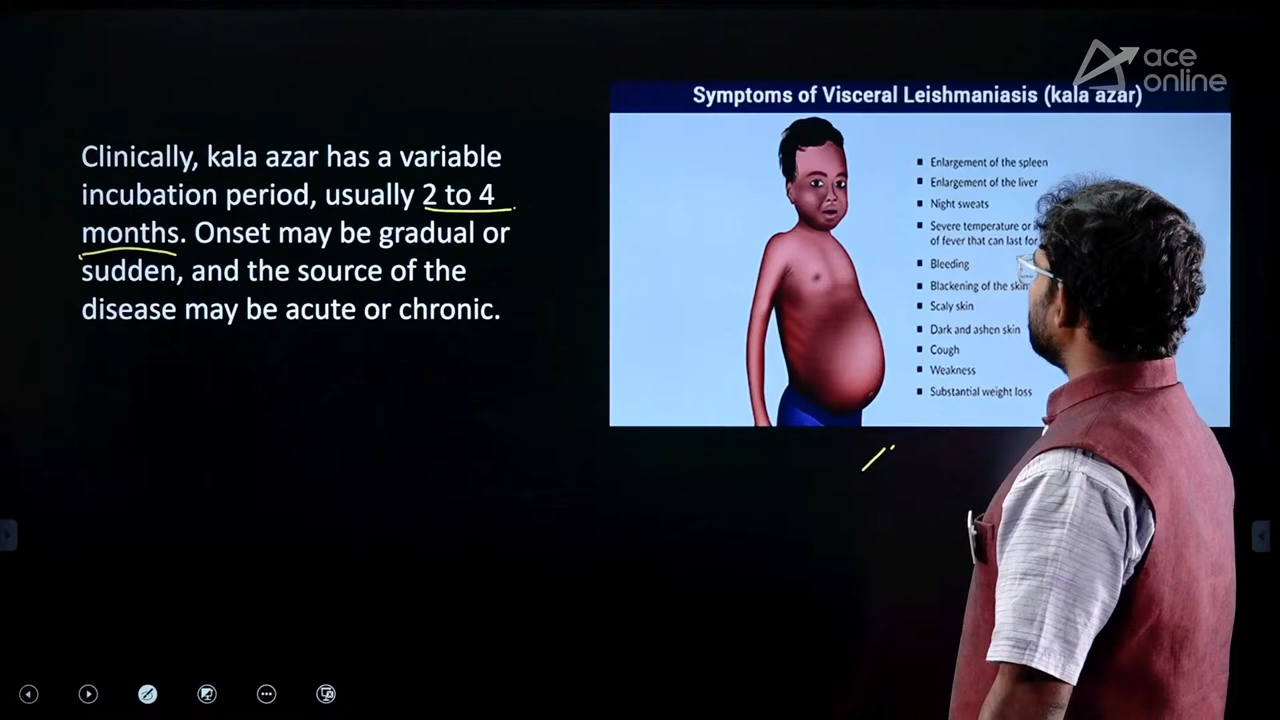 ace
online
Symptoms of Visceral Leishmaniasis (kala azar)
Clinically, kala azar has a variable
incubation period, usually 2 to 4
months. Onset may be gradual or
sudden, and the source of the
disease may be acute or chronic.
Enlargement of the spleen
Enlargement of the liver
Night sweats
Severe temperature or
of fever that can last for
Bleeding
Blackening of the skin
Scaly skin
Dark and ashen skin
Cough
Weakness
Substantial weight loss